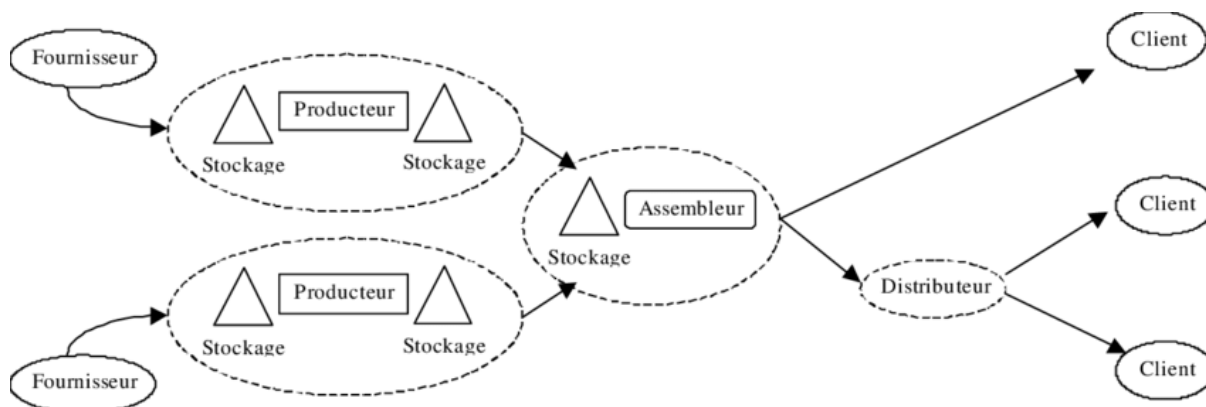 Fournisseur
Client
Producteur
Stockage
Stockage
Assembleur
Stockage
Client
Producteur
Distributeur
Stockage
Stockage
Fournisseur
Client